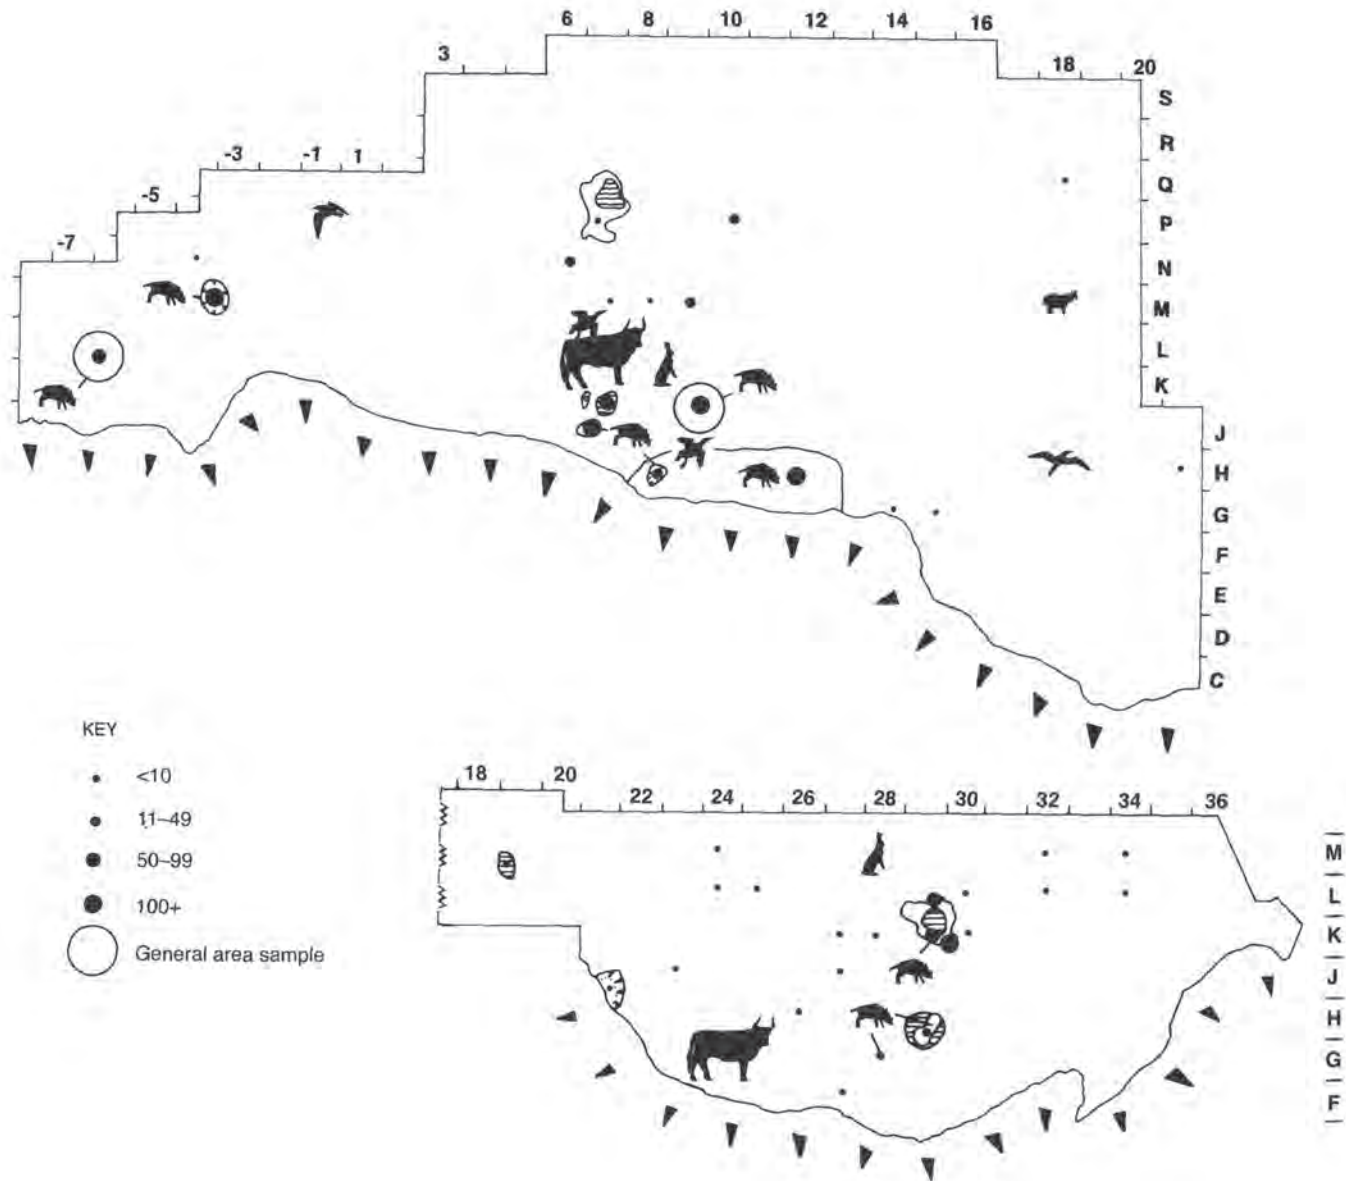 6 8 10 12 14 16
3
18 20
-3 -1 1
-5
-7
S
R
Q
P
N
M
L
K
J
H
G
F
E
D
C
KEY
<10
11–49
50–99
100+
General area sample
18 20
22 24 26 28 30 32 34 36
M
L
K
J
H
G
F